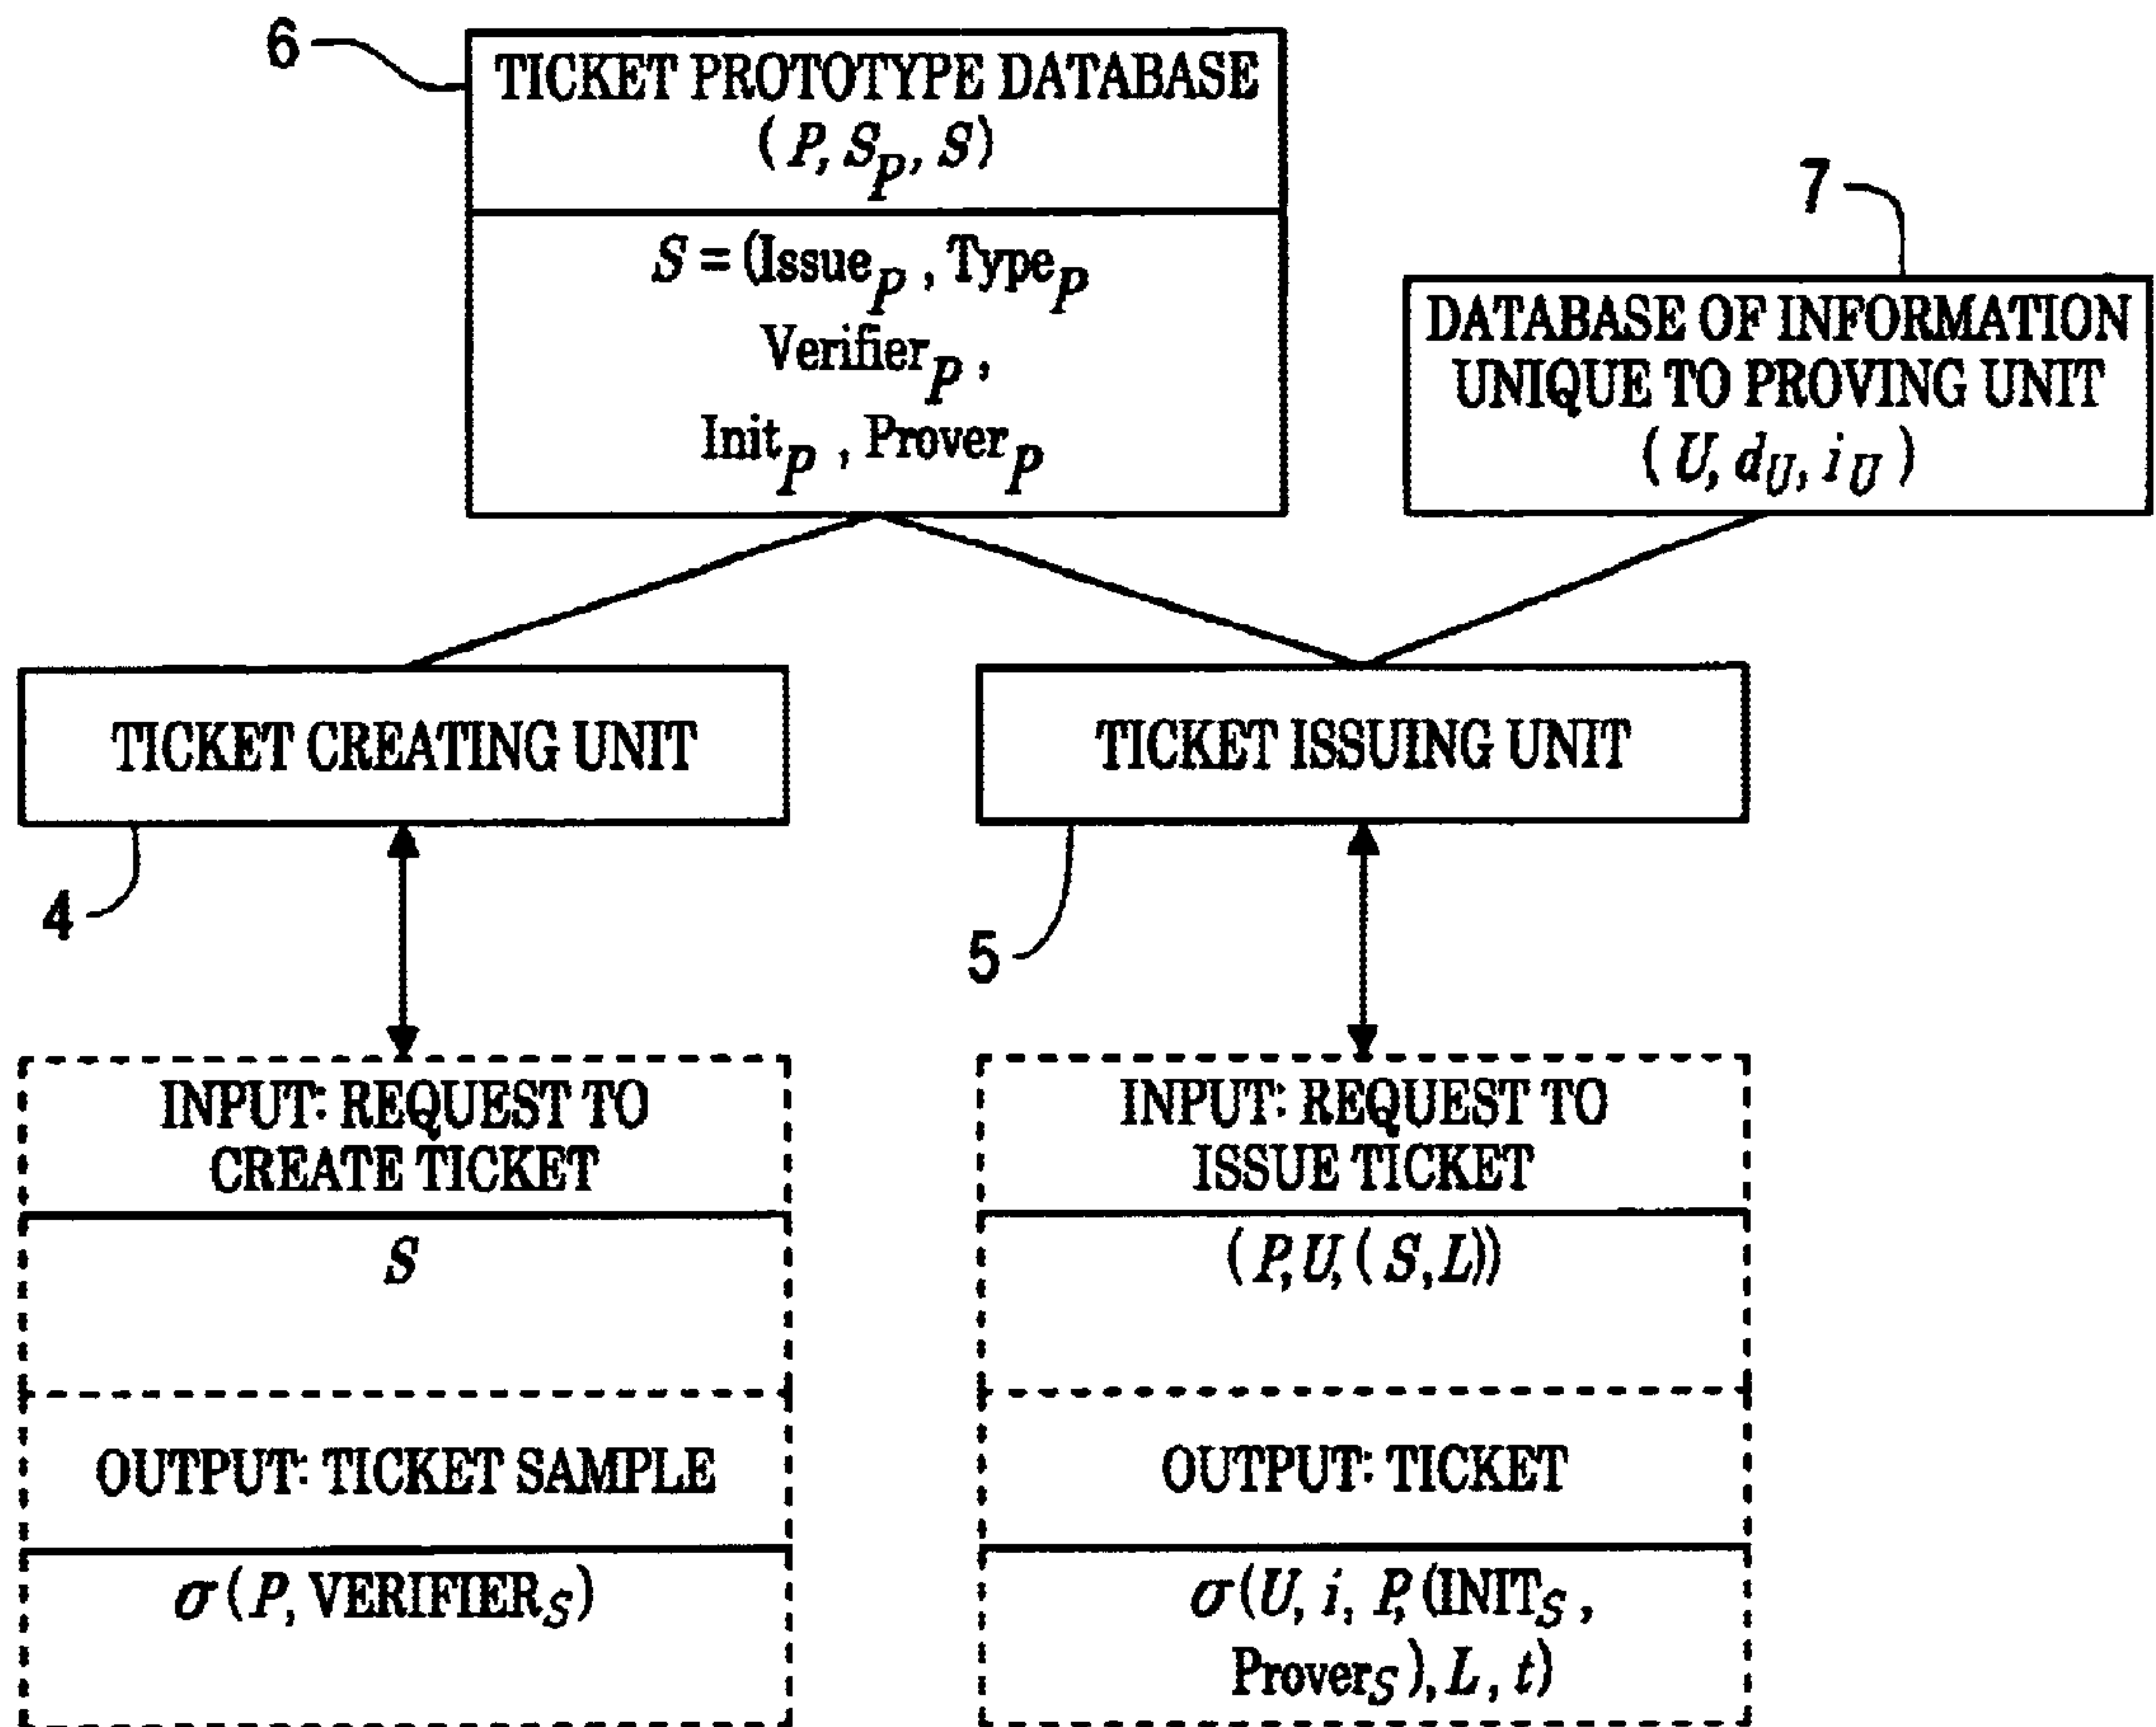 6
TICKET PROTOTYPE DATABASE
(P, S_P, S)
S = (Issue_P, Type_P
Verifier_P,
Init_P, Prover_P
7
DATABASE OF INFORMATION
UNIQUE TO PROVING UNIT
(U, d_U, i_U)
TICKET CREATING UNIT
4
TICKET ISSUING UNIT
5
INPUT: REQUEST TO
CREATE TICKET
S
OUTPUT: TICKET SAMPLE
σ(P, VERIFIER_S)
INPUT: REQUEST TO
ISSUE TICKET
(P,U,(S,L))
OUTPUT: TICKET
σ(U, i, P,(INIT_S,
Prover_S), L, t)